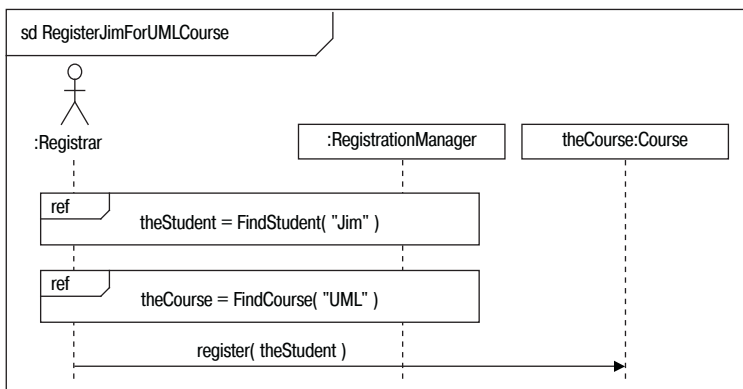 sd RegisterJimForUMLCourse
:Registrar
:RegistrationManager
theCourse:Course
ref
theStudent = FindStudent( "Jim" )
ref
theCourse = FindCourse( "UML" )
register( theStudent )